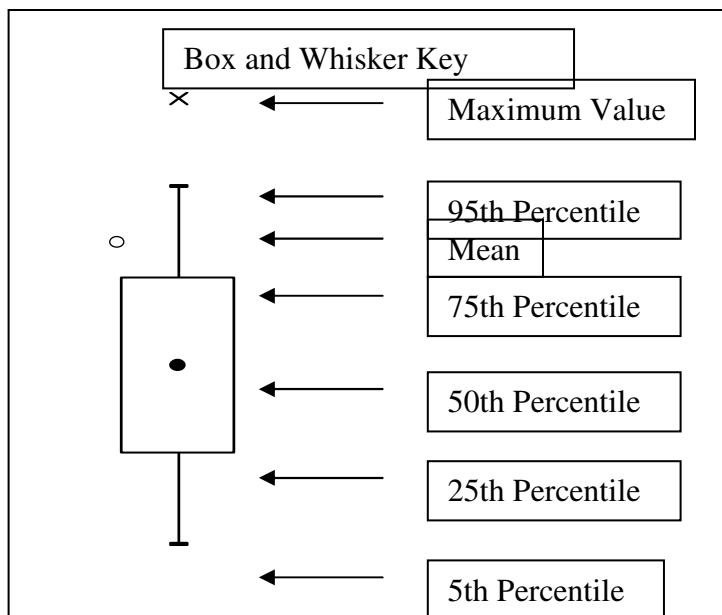 Box and Whisker Key
Maximum Value
95th Percentile
Mean
75th Percentile
50th Percentile
25th Percentile
5th Percentile